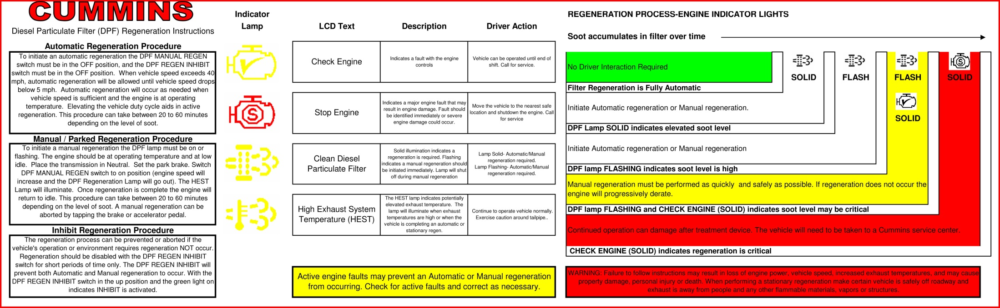 CUMMINS
Diesel Particulate Filter (DPF) Regeneration Instructions
Automatic Regeneration Procedure
To initiate an automatic regeneration the DPF MANUAL REGEN
switch must be in the OFF position, and the DPF REGEN INHIBIT
switch must be in the OFF position. When vehicle speed exceeds 40
mph, automatic regeneration will be allowed until vehicle speed drops
below 5 mph. Automatic regeneration will occur as needed when
vehicle speed is sufficient and the engine is at operating
temperature. Elevating the vehicle duty cycle aids in active
regeneration. This procedure can take between 20 to 60 minutes
depending on the level of soot.
Manual / Parked Regeneration Procedure
To initiate a manual regeneration the DPF lamp must be on or
flashing. The engine should be at operating temperature and at low
idle. Place the transmission in Neutral. Set the park brake. Switch
DPF MANUAL REGEN switch to on position (engine speed will
increase and the DPF Regeneration Lamp will go out). The HEST
Lamp will illuminate. Once regeneration is complete the engine will
return to idle. This procedure can take between 20 to 60 minutes
depending on the level of soot. A manual regeneration can be
aborted by tapping the brake or accelerator pedal.
Inhibit Regeneration Procedure
The regeneration process can be prevented or aborted if the
vehicle's operation or environment requires regeneration NOT occur.
Regeneration should be disabled with the DPF REGEN INHIBIT
switch for short periods of time only. The DPF REGEN INHIBIT will
prevent both Automatic and Manual regeneration to occur. With the
DPF REGEN INHIBIT switch in the up position and the green light on
indicates INHIBIT is activated.
Indicator
Lamp
LCD Text
Description
Driver Action
Check Engine
Indicates a fault with the engine
controls
Vehicle can be operated until end of
shift. Call for service.
S
Stop Engine
Indicates a major engine fault that may
result in engine damage. Fault should
be identified immediately or severe
engine damage could occur.
Move the vehicle to the nearest safe
location and shutdown the engine. Call
for service
Clean Diesel
Particulate Filter
Solid illumination indicates a
regeneration is required. Flashing
indicates a manual regeneration should
be initiated immediately. Lamp will shut
off during manual regeneration
Lamp Solid- Automatic/Manual
regeneration required.
Lamp Flashing- Automatic/Manual
regeneration required.
High Exhaust System
Temperature (HEST)
The HEST lamp indicates potentially
elevated exhaust temperature. The
lamp will illuminate when exhaust
temperatures are high or when the
vehicle is completing an automatic or
stationary regen.
Continue to operate vehicle normally.
Exercise caution around tailpipe..
Active engine faults may prevent an Automatic or Manual regeneration
from occurring. Check for active faults and correct as necessary.
REGENERATION PROCESS-ENGINE INDICATOR LIGHTS
Soot accumulates in filter over time
No Driver Interaction Required
SOLID
FLASH
FLASH
S
SOLID
Filter Regeneration is Fully Automatic
Initiate Automatic regeneration or Manual regeneration.
SOLID
DPF Lamp SOLID indicates elevated soot level
Initiate Automatic regeneration or Manual regeneration
DPF lamp FLASHING indicates soot level is high
Manual regeneration must be performed as quickly and safely as possible. If regeneration does not occur the
engine will progressively derate.
DPF lamp FLASHING and CHECK ENGINE (SOLID) indicates soot level may be critical
Continued operation can damage after treatment device. The vehicle will need to be taken to a Cummins service center.
CHECK ENGINE (SOLID) indicates regeneration is critical
WARNING: Failure to follow instructions may result in loss of engine power, vehicle speed, increased exhaust temperatures, and may cause
property damage, personal injury or death. When performing a stationary regeneration make certain vehicle is safely off roadway and
exhaust is away from people and any other flammable materials, vapors or structures.